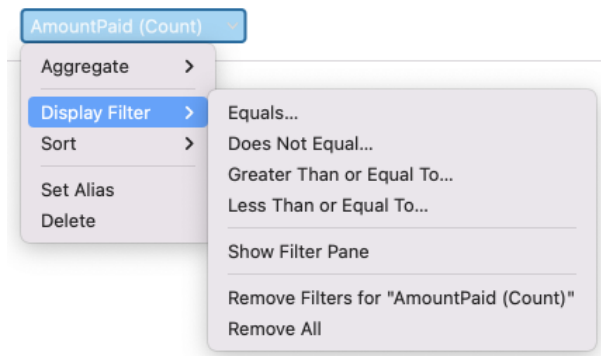 AmountPaid (Count)
Aggregate
Display Filter
Sort
Set Alias
Delete
Equals...
Does Not Equal...
Greater Than or Equal To...
Less Than or Equal To...
Show Filter Pane
Remove Filters for "AmountPaid (Count)"
Remove All